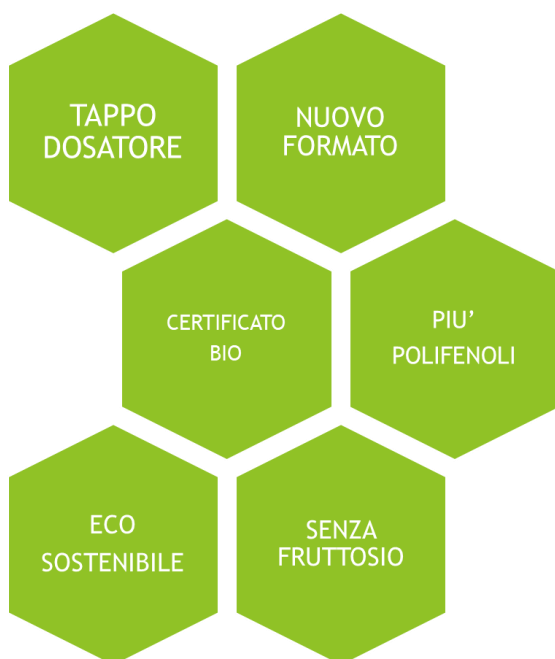 TAPPO
DOSATORE
NUOVO
FORMATO
CERTIFICATO
BIO
PIU’
POLIFENOLI
ECO
SOSTENIBILE
SENZA
FRUTTOSIO